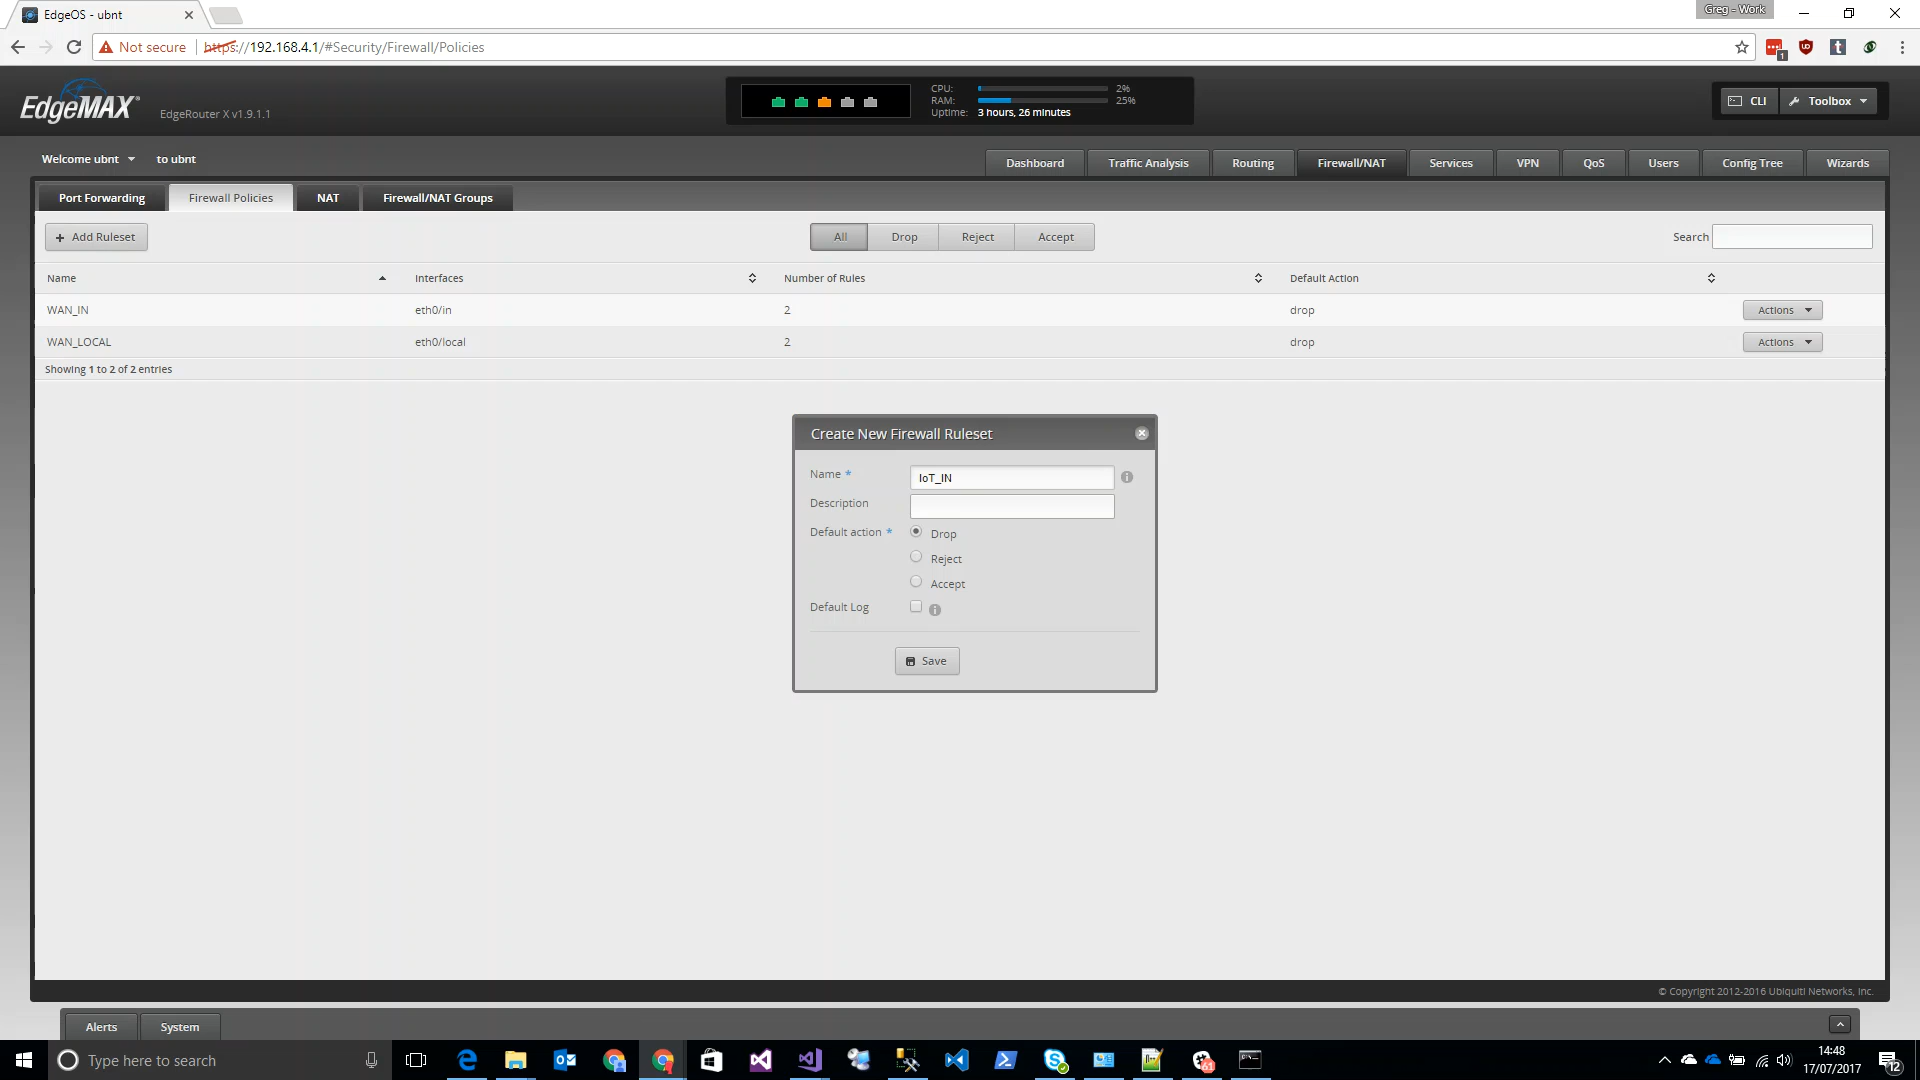 EdgeOS - ubnt
Greg - Work
Not secure
https://192.168.4.1/#Security/Firewall/Policies
1
EdgeMAX
EdgeRouter X v1.9.1.1
CPU: 2%
RAM: 25%
Uptime: 3 hours, 26 minutes
CLI
Toolbox
Welcome ubnt
to ubnt
Dashboard
Traffic Analysis
Routing
Firewall/NAT
Services
VPN
QoS
Users
Config Tree
Wizards
Port Forwarding
Firewall Policies
NAT
Firewall/NAT Groups
+ Add Ruleset
All
Drop
Reject
Accept
Search
Name
Interfaces
Number of Rules
Default Action
WAN_IN
eth0/in
2
drop
Actions
WAN_LOCAL
eth0/local
2
drop
Actions
Showing 1 to 2 of 2 entries
Create New Firewall Ruleset
Name *
IoT_IN
Description
Default action *
Drop
Reject
Accept
Default Log
Save
© Copyright 2012-2016 Ubiquiti Networks, Inc.
Alerts
System
Type here to search
61
14:48
17/07/2017
12